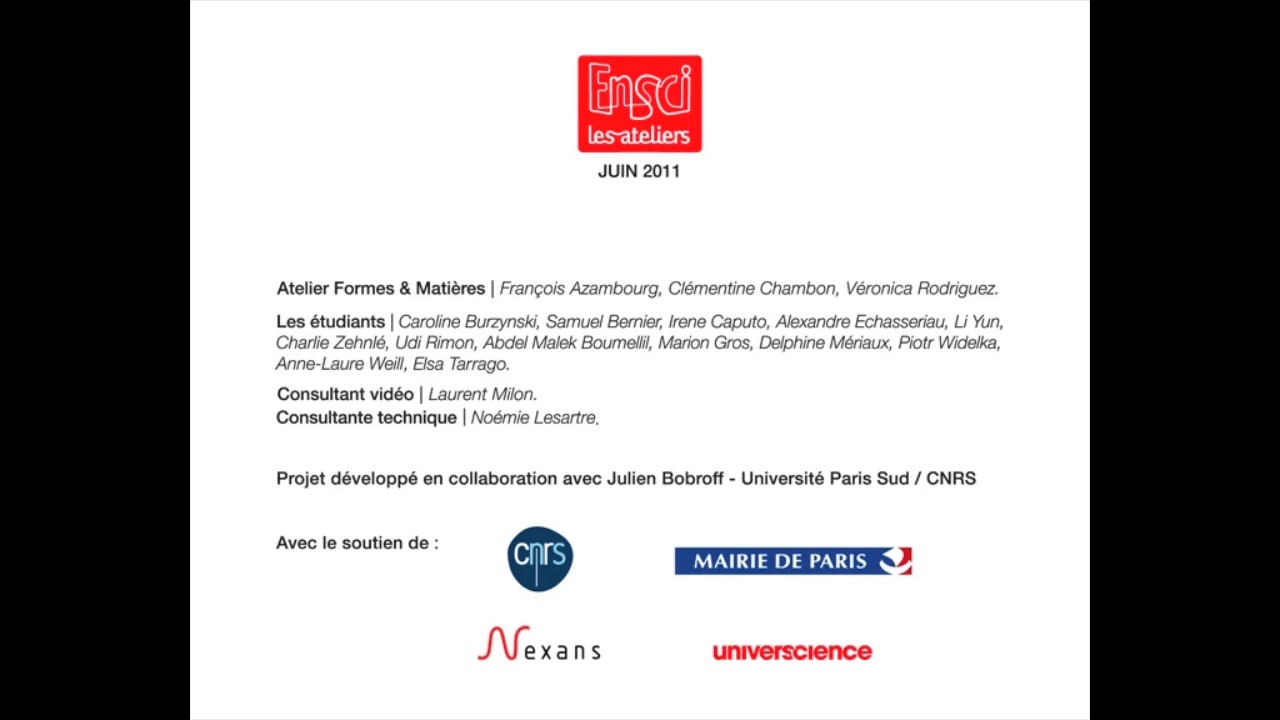 Ensci
les ateliers
JUIN 2011
Atelier Formes & Matières | François Azambourg, Clémentine Chambon, Véronica Rodriguez.
Les étudiants | Caroline Burzynski, Samuel Bernier, Irene Caputo, Alexandre Echasseriau, Li Yun,
Charlie Zehnlé, Udi Rimon, Abdel Malek Boumellil, Marion Gros, Delphine Mériaux, Piotr Widelka,
Anne-Laure Weill, Elsa Tarrago.
Consultant vidéo | Laurent Milon.
Consultante technique | Noémie Lesartre.
Projet développé en collaboration avec Julien Bobroff - Université Paris Sud / CNRS
Avec le soutien de :
cnrs
MAIRIE DE PARIS
Nexans
universcience